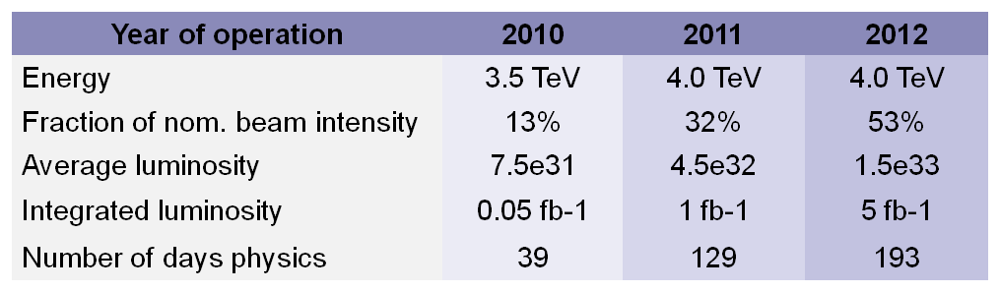 Year of operation 2010 2011 2012
Energy 3.5 TeV 4.0 TeV 4.0 TeV
Fraction of nom. beam intensity 13% 32% 53%
Average luminosity 7.5e31 4.5e32 1.5e33
Integrated luminosity 0.05 fb-1 1 fb-1 5 fb-1
Number of days physics 39 129 193